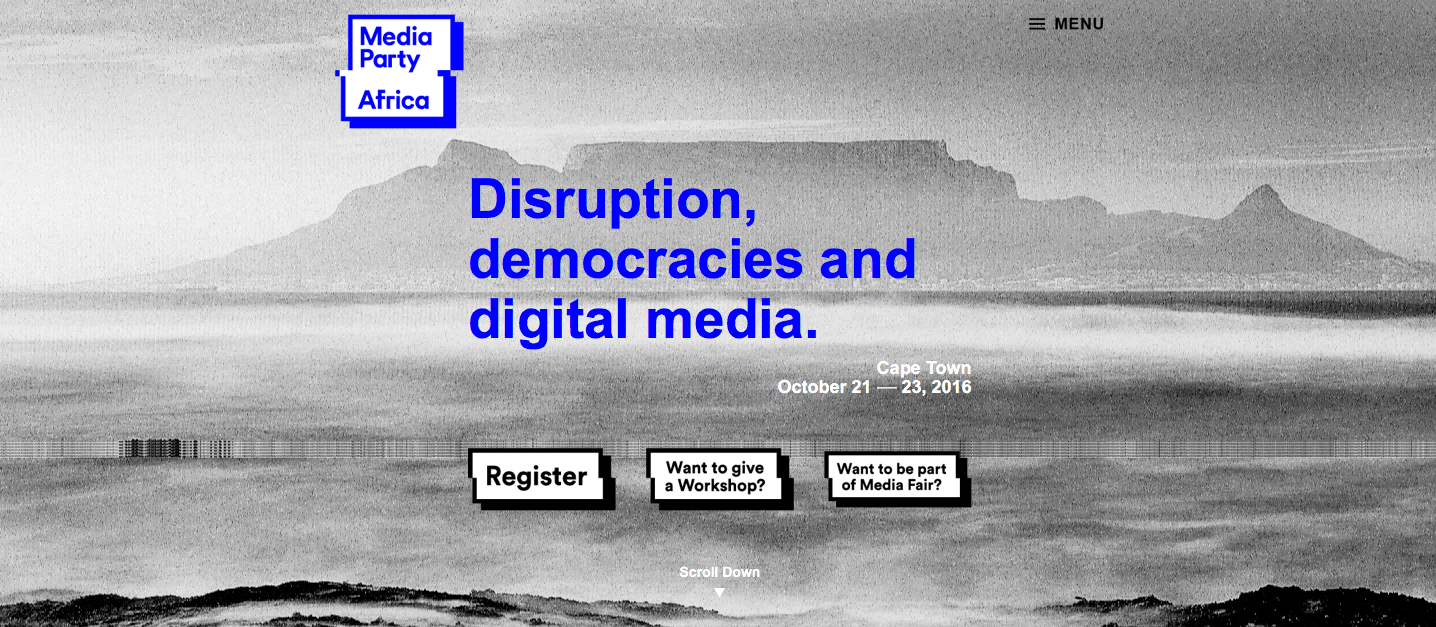 Media
Party
Africa
MENU
Disruption,
democracies and
digital media.
Cape Town
October 21 — 23, 2016
Register
Want to give
a Workshop?
Want to be part
of Media Fair?
Scroll Down